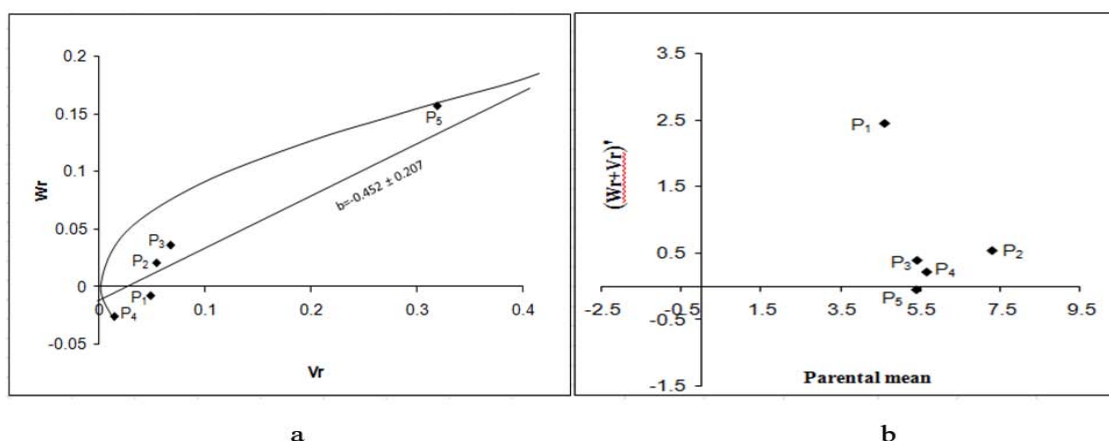 0.2
0.15
0.1
0.05
0
-0.05
Wr
0
0.1
0.2
0.3
0.4
Vr
P5
P3
P2
P1
P4
b=-0.452 ± 0.207
a
3.5
2.5
1.5
0.5
-0.5
-1.5
(Wr+Vr)'
-2.5
1.5
3.5
5.5
7.5
9.5
Parental mean
P1
P2
P3
P4
P5
b